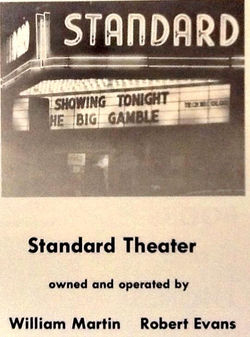 STANDARD
SHOWING TONIGHT
HE BIG GAMBLE
Standard Theater
owned and operated by
William Martin Robert Evans